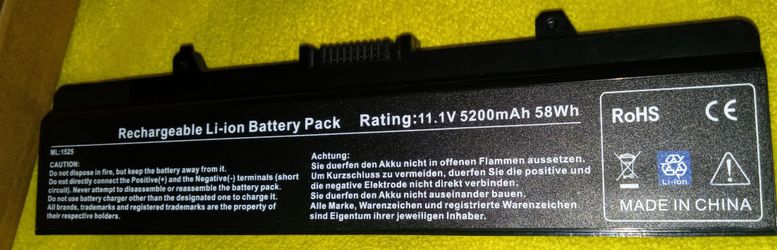 Rechargeable Li-ion Battery Pack Rating:11.1V 5200mAh 58Wh
ML:1525
CAUTION:
Do not dispose in fire, but keep the battery away from it.
Do not directly connect the Positive(+) and the Negative(-) terminals (short
circuit). Never attempt to disassemble or reassemble the battery pack.
Do not use battery charger other than the designated one to charge it.
All brands, trademarks and registered trademarks are the property of
their respective holders.
Achtung:
Sie duerfen den Akku nicht in offenen Flammen aussetzen.
Um Kurzschluss zu vermeiden, duerfen Sie die positive und
die negative Elektrode nicht direkt verbinden.
Sie duerfen den Akku nicht auseinander bauen.
Alle Marke, Warenzeichen und registrierte Warenzeichen
sind Eigentum ihrer jeweiligen Inhaber.
RoHS CE
Li-ion
MADE IN CHINA